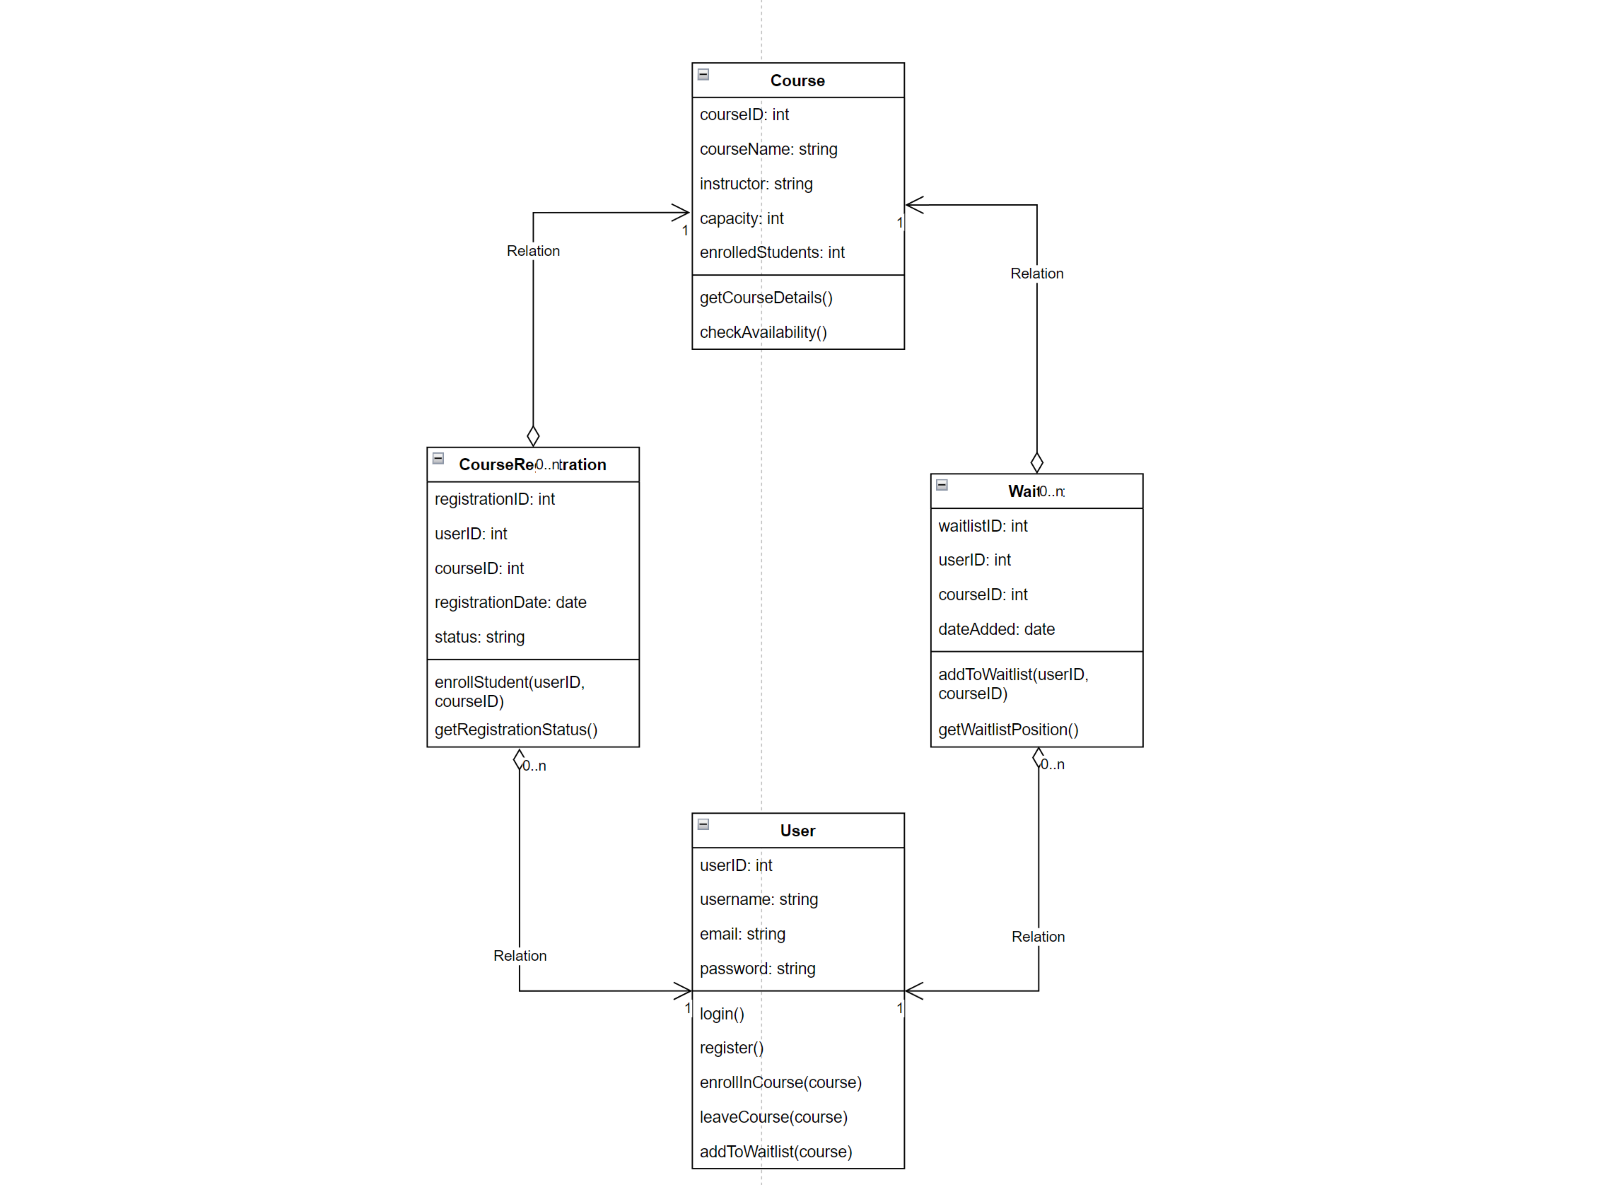 Course
courseID: int
courseName: string
instructor: string
capacity: int
enrolledStudents: int
getCourseDetails()
checkAvailability()
1
1
Relation
Relation
0..n
registrationID: int
userID: int
courseID: int
registrationDate: date
status: string
enrollStudent(userID,
courseID)
getRegistrationStatus()
0..n
0..n
waitlistID: int
userID: int
courseID: int
dateAdded: date
addToWaitlist(userID,
courseID)
getWaitlistPosition()
0..n
Relation
Relation
1
1
User
userID: int
username: string
email: string
password: string
login()
register()
enrollInCourse(course)
leaveCourse(course)
addToWaitlist(course)